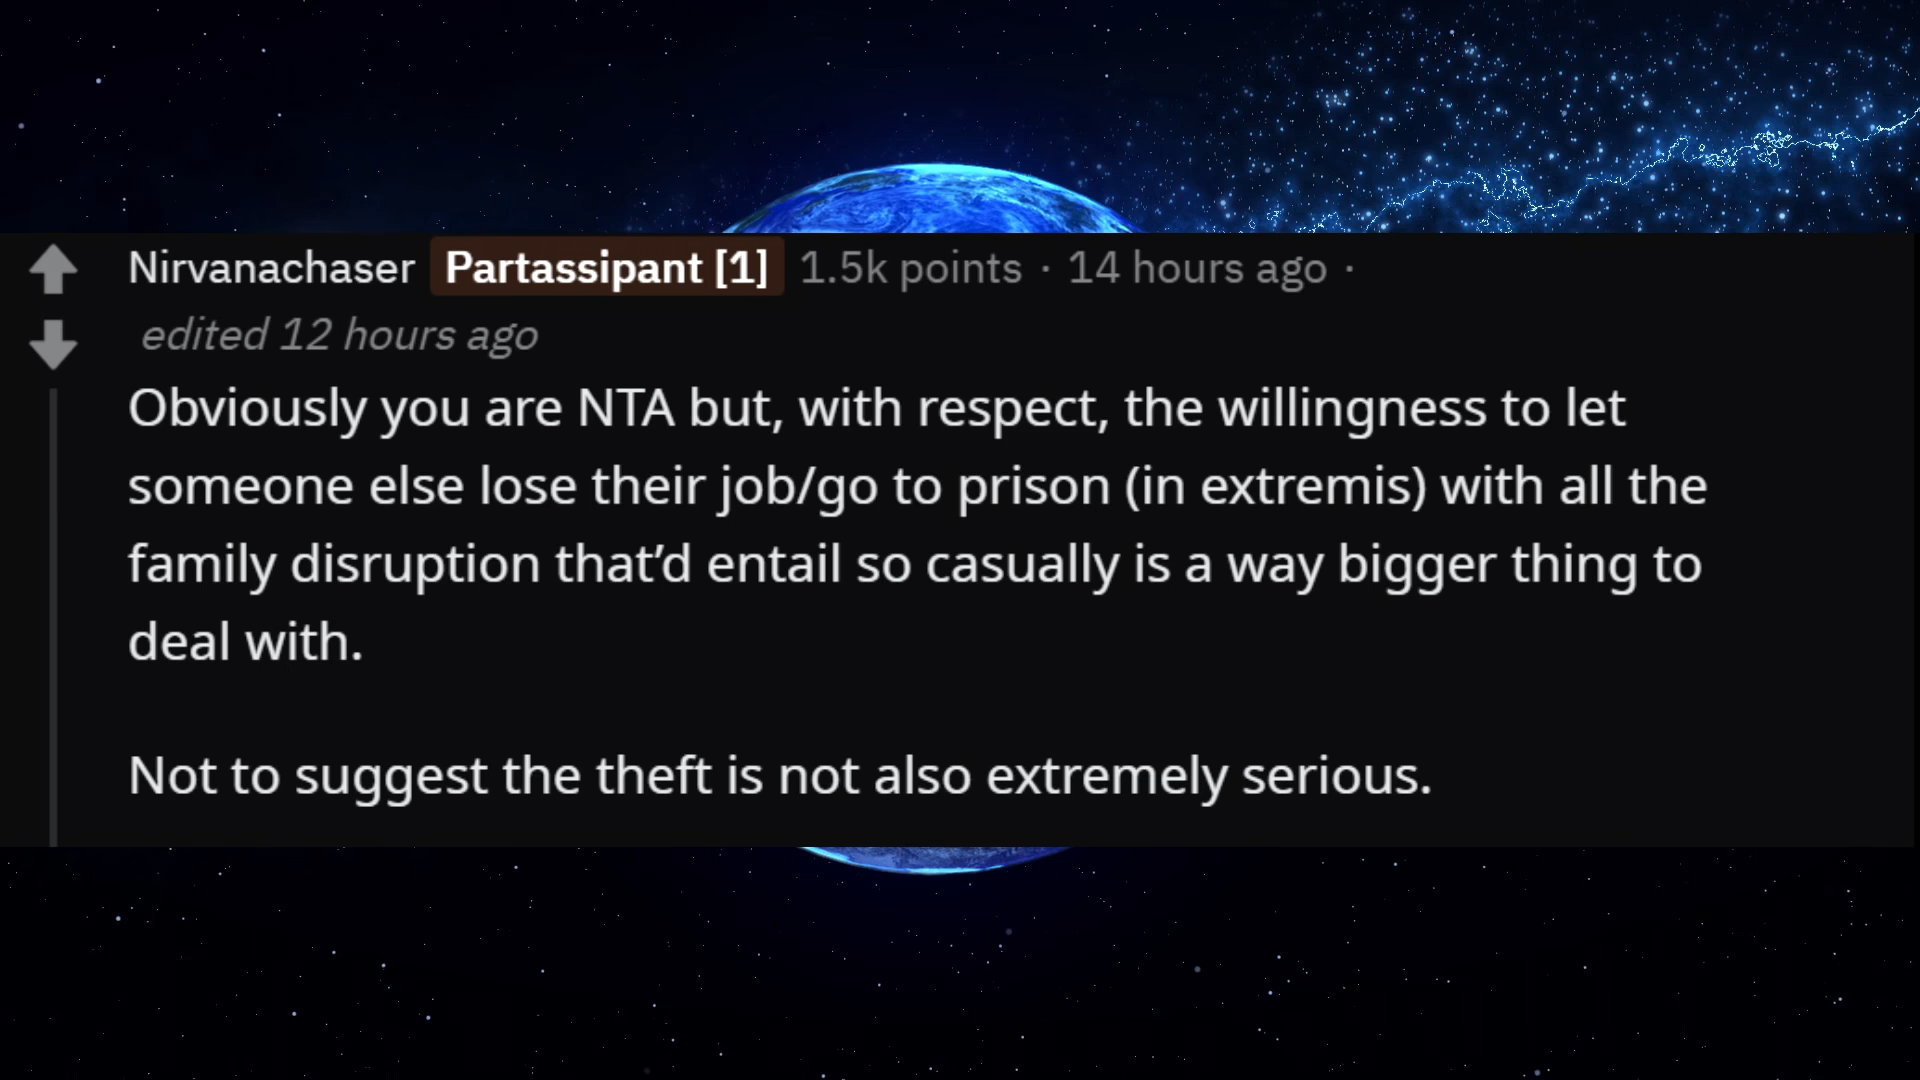 Nirvanachaser Partassipant [1] 1.5k points · 14 hours ago ·
edited 12 hours ago
Obviously you are NTA but, with respect, the willingness to let
someone else lose their job/go to prison (in extremis) with all the
family disruption that’d entail so casually is a way bigger thing to
deal with.
Not to suggest the theft is not also extremely serious.